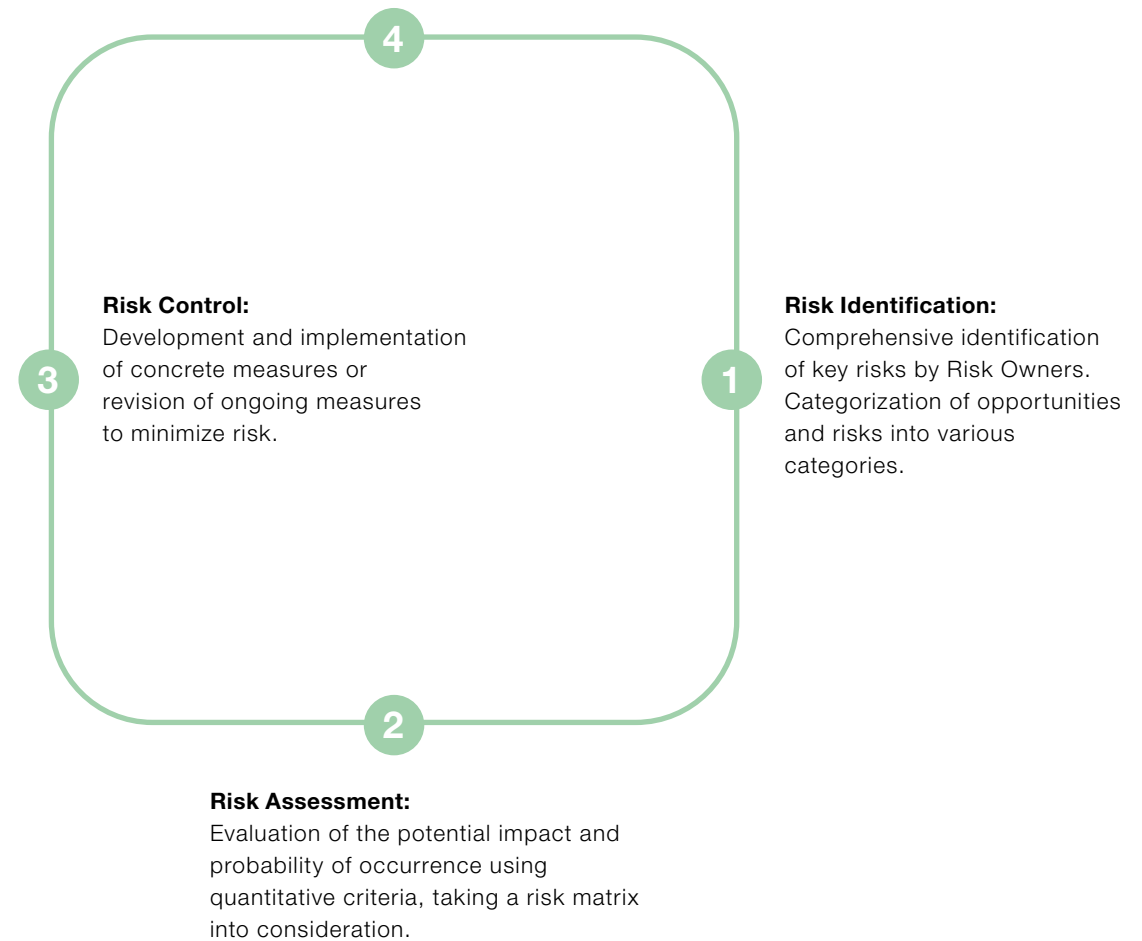 4
Risk Control:
Development and implementation
of concrete measures or
revision of ongoing measures
to minimize risk.
3
Risk Identification:
Comprehensive identification
of key risks by Risk Owners.
Categorization of opportunities
and risks into various
categories.
1
2
Risk Assessment:
Evaluation of the potential impact and
probability of occurrence using
quantitative criteria, taking a risk matrix
into consideration.